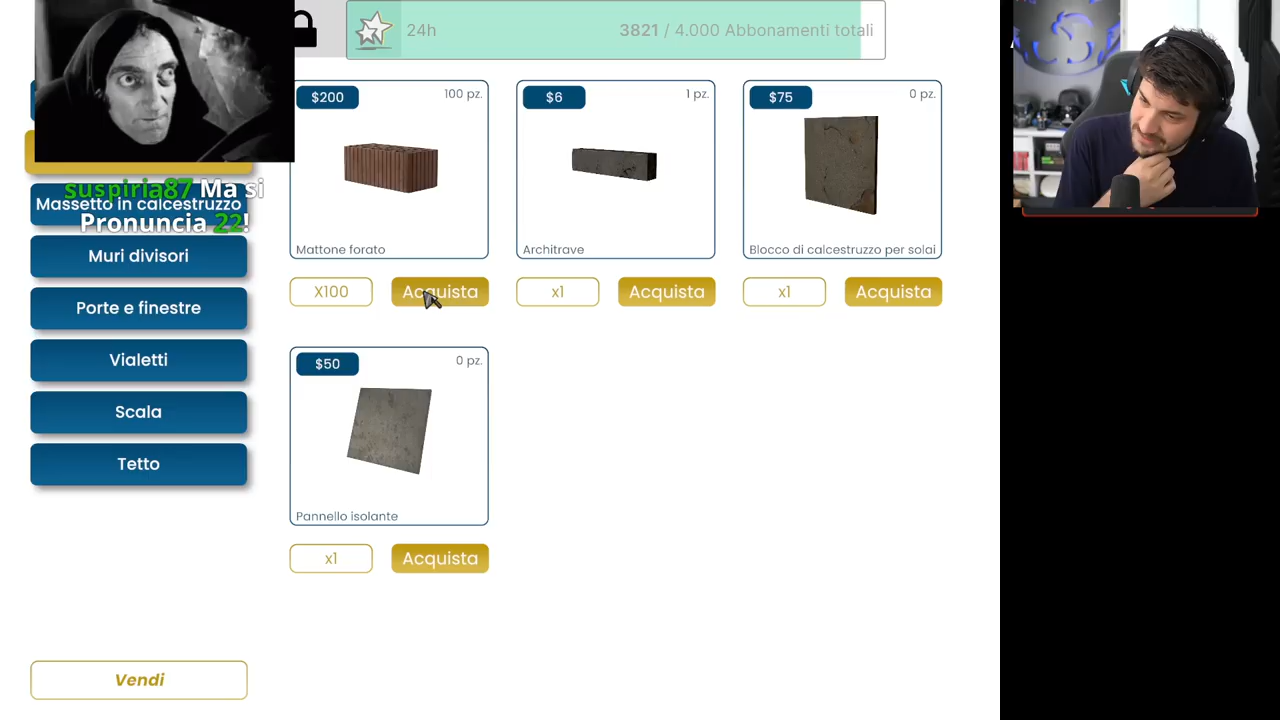 24h
3821 / 4.000 Abbonamenti totali
suspiria87 Ma si
Pronuncia 22!
Massetto in calcestruzzo
Muri divisori
Porte e finestre
Vialetti
Scala
Tetto
Vendi
$200
100 pz.
Mattone forato
X100
Acquista
$6
1 pz.
Architrave
x1
Acquista
$75
0 pz.
Blocco di calcestruzzo per solai
x1
Acquista
$50
0 pz.
Pannello isolante
x1
Acquista